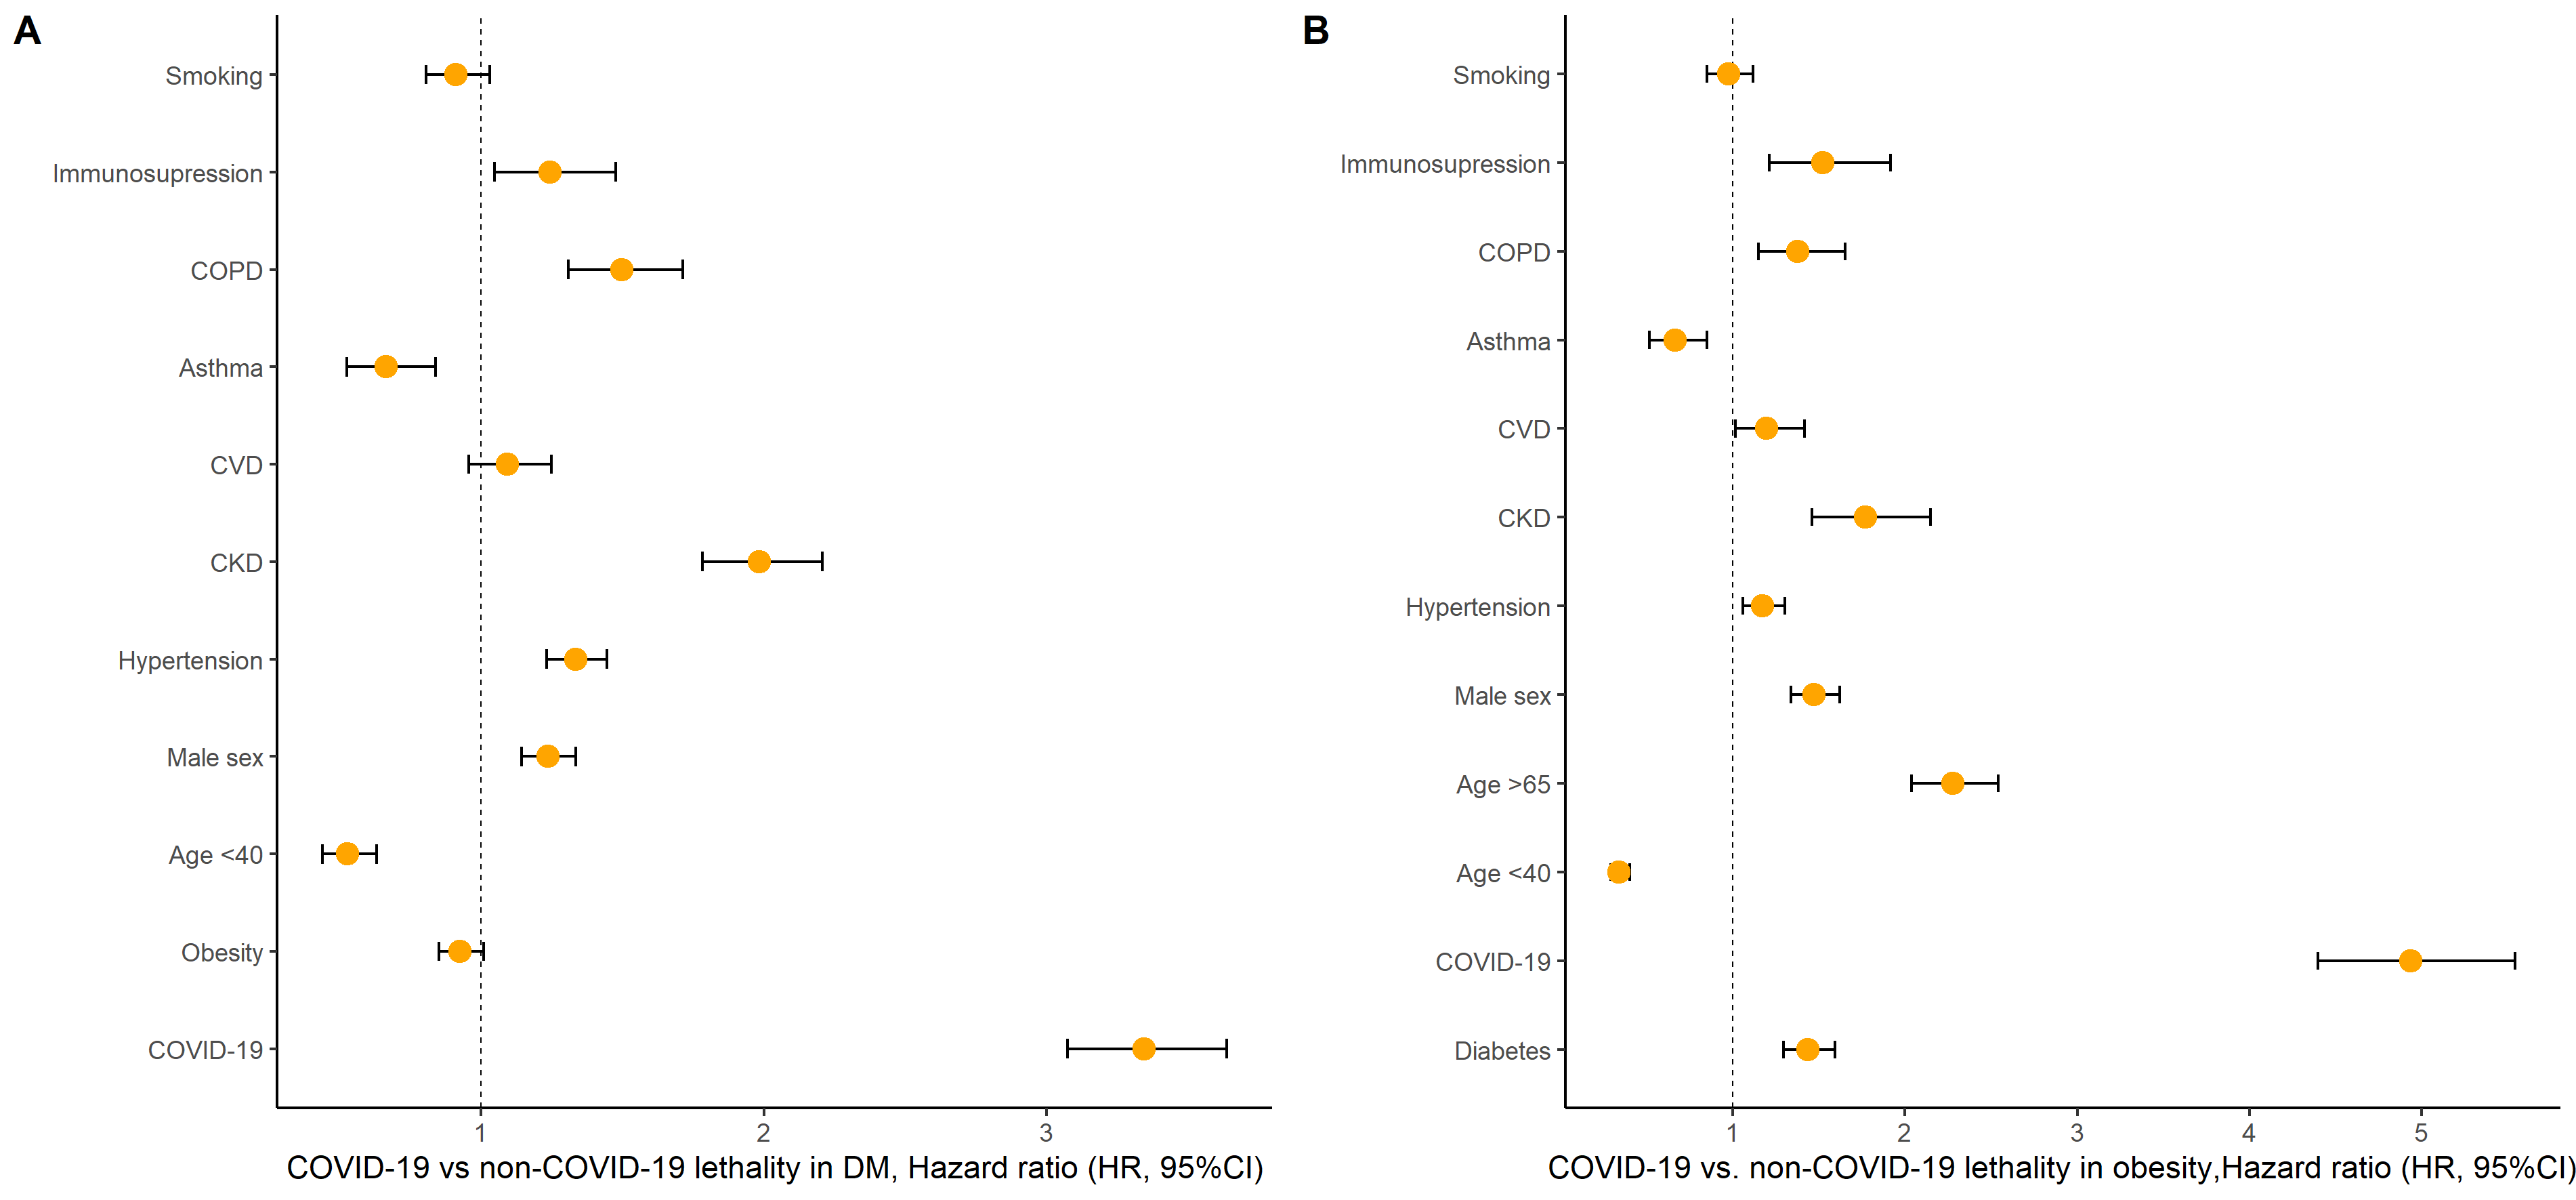 A
Smoking
Immunosupression
COPD
Asthma
CVD
CKD
Hypertension
Male sex
Age <40
Obesity
COVID-19
1 2 3
COVID-19 vs non-COVID-19 lethality in DM, Hazard ratio (HR, 95%CI)
B
Smoking
Immunosupression
COPD
Asthma
CVD
CKD
Hypertension
Male sex
Age >65
Age <40
COVID-19
Diabetes
1 2 3 4 5
COVID-19 vs. non-COVID-19 lethality in obesity,Hazard ratio (HR, 95%CI)